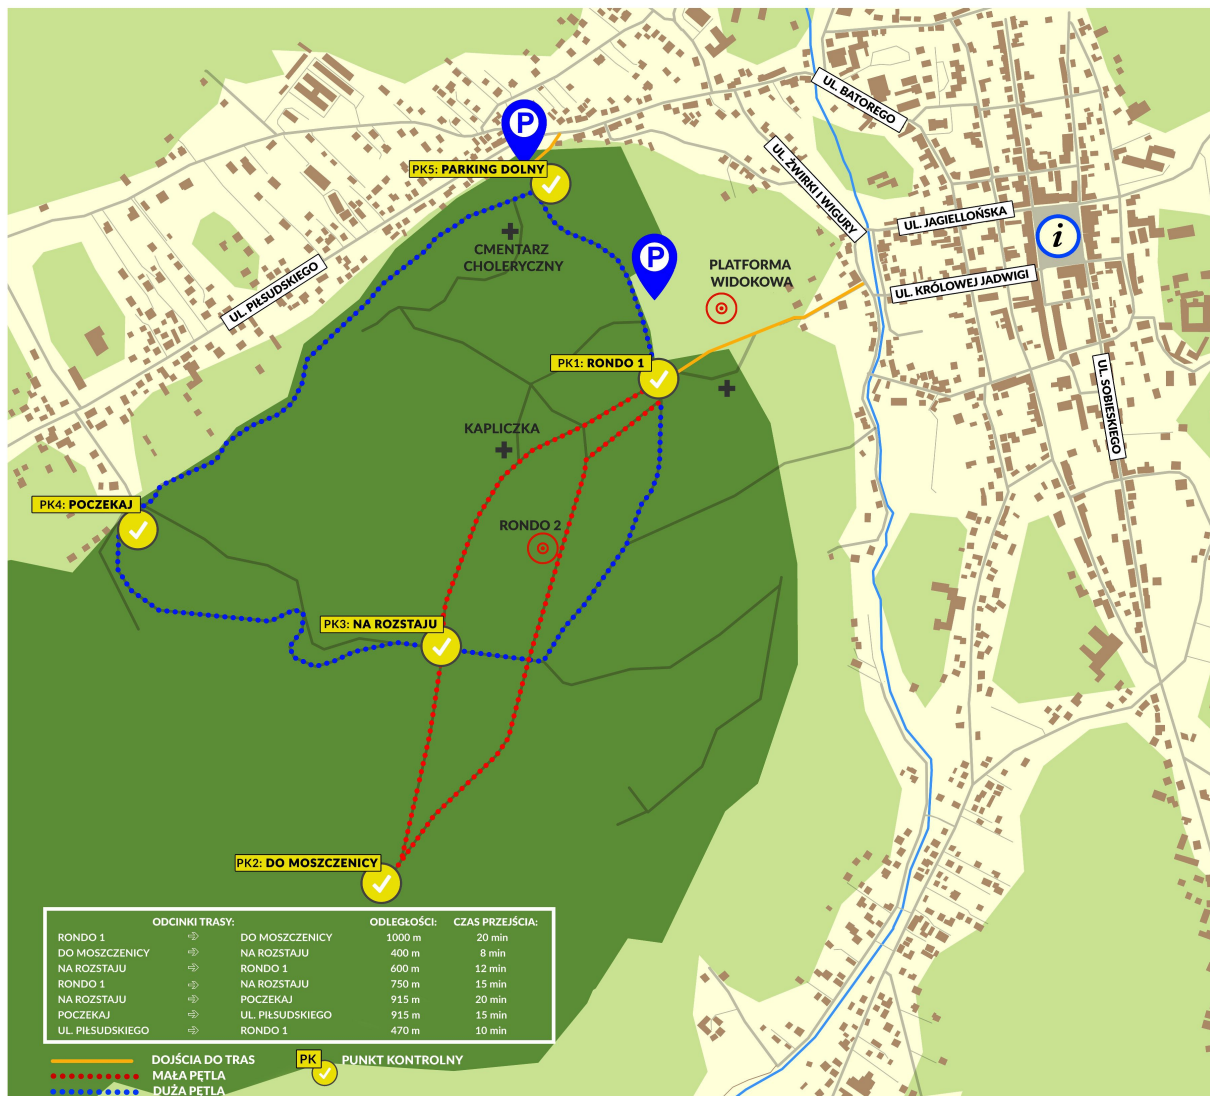 UL. BATOREGO
P
PK5: PARKING DOLNY
UL. ŻWIRKI I WIGURY
UL. JAGIELLOŃSKA
i
CMENTARZ
CHOLERYCZNY
P
PLATFORMA
WIDOKOWA
UL. KRÓLOWEJ JADWIGI
UL. PIŁSUDSKIEGO
PK1: RONDO 1
UL. SOBIESKIEGO
KAPLICZKA
PK4: POCZEKAJ
RONDO 2
PK3: NA ROZSTAJU
PK2: DO MOSZCZENICY
ODCINKI TRASY: ODLEGŁOŚCI: CZAS PRZEJŚCIA:
RONDO 1 DO MOSZCZENICY 1000 m 20 min
DO MOSZCZENICY NA ROZSTAJU 400 m 8 min
NA ROZSTAJU RONDO 1 600 m 12 min
RONDO 1 NA ROZSTAJU 750 m 15 min
NA ROZSTAJU POCZEKAJ 915 m 20 min
POCZEKAJ UL. PIŁSUDSKIEGO 915 m 15 min
UL. PIŁSUDSKIEGO RONDO 1 470 m 10 min
DOJŚCIA DO TRAS PK PUNKT KONTROLNY
MAŁA PĘTLA
DUŻA PĘTLA